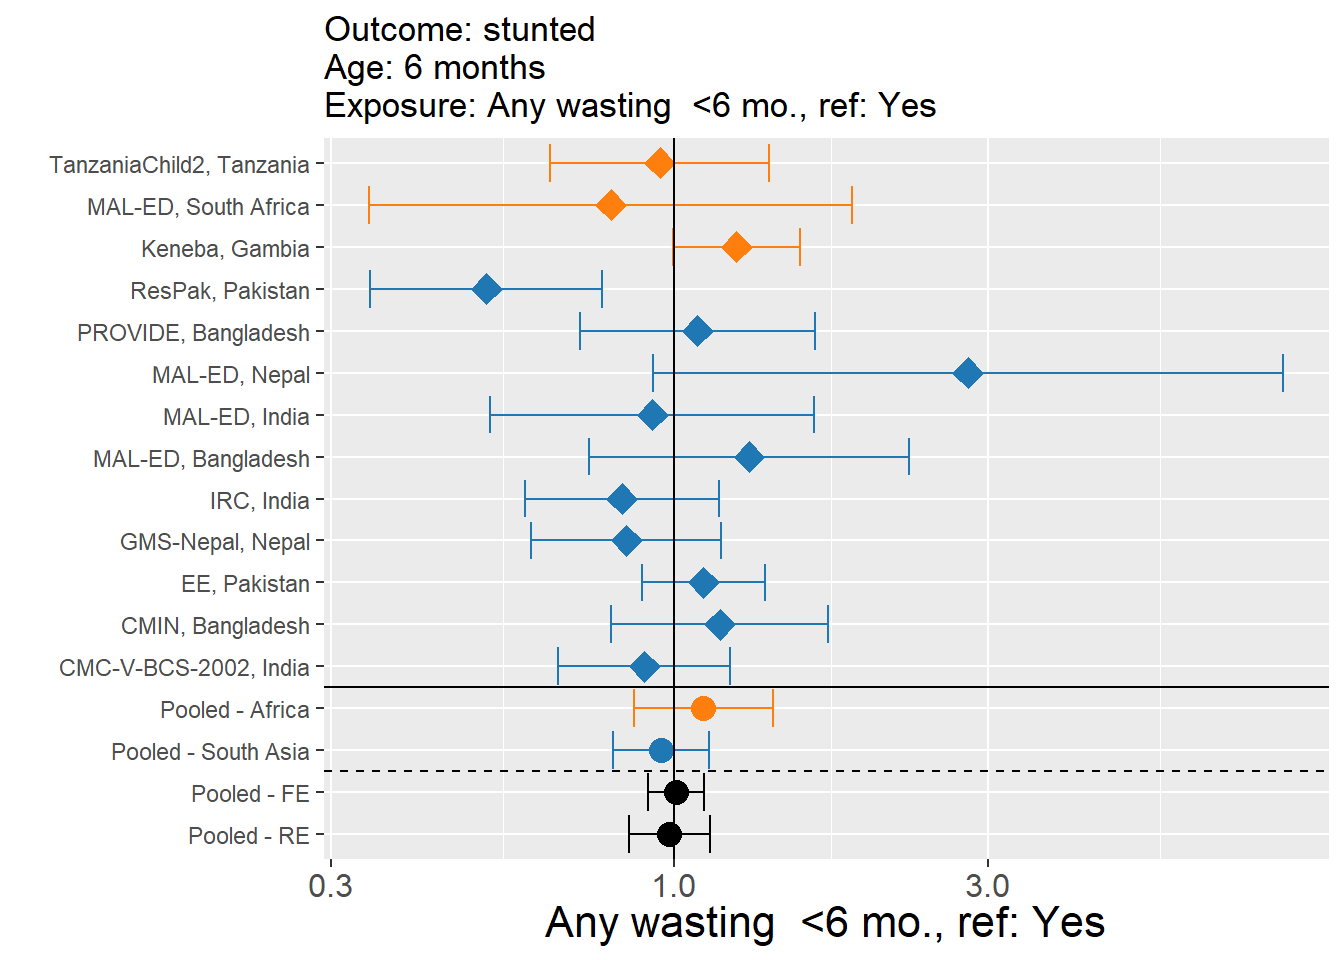 Outcome: stunted
Age: 6 months
Exposure: Any wasting  <6 mo., ref: Yes
TanzaniaChild2, Tanzania
MAL-ED, South Africa
Keneba, Gambia
ResPak, Pakistan
PROVIDE, Bangladesh
MAL-ED, Nepal
MAL-ED, India
MAL-ED, Bangladesh
IRC, India
GMS-Nepal, Nepal
EE, Pakistan
CMIN, Bangladesh
CMC-V-BCS-2002, India
Pooled - Africa
Pooled - South Asia
Pooled - FE
Pooled - RE
0.3 1.0 3.0
Any wasting  <6 mo., ref: Yes